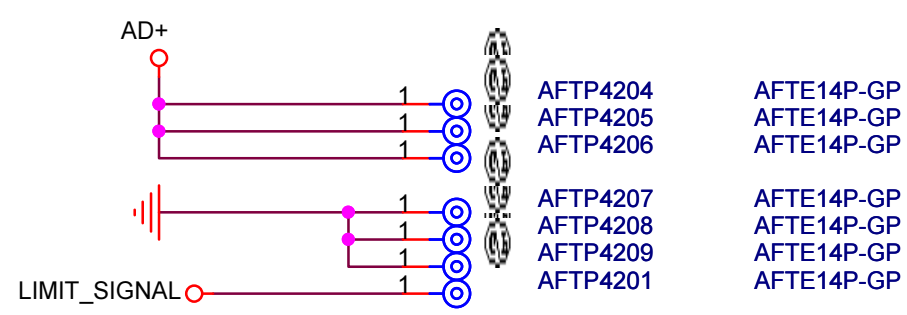 AD+
1 AFTP4204 AFTE14P-GP
1 AFTP4205 AFTE14P-GP
1 AFTP4206 AFTE14P-GP
1 AFTP4207 AFTE14P-GP
1 AFTP4208 AFTE14P-GP
1 AFTP4209 AFTE14P-GP
LIMIT_SIGNAL 1 AFTP4201 AFTE14P-GP